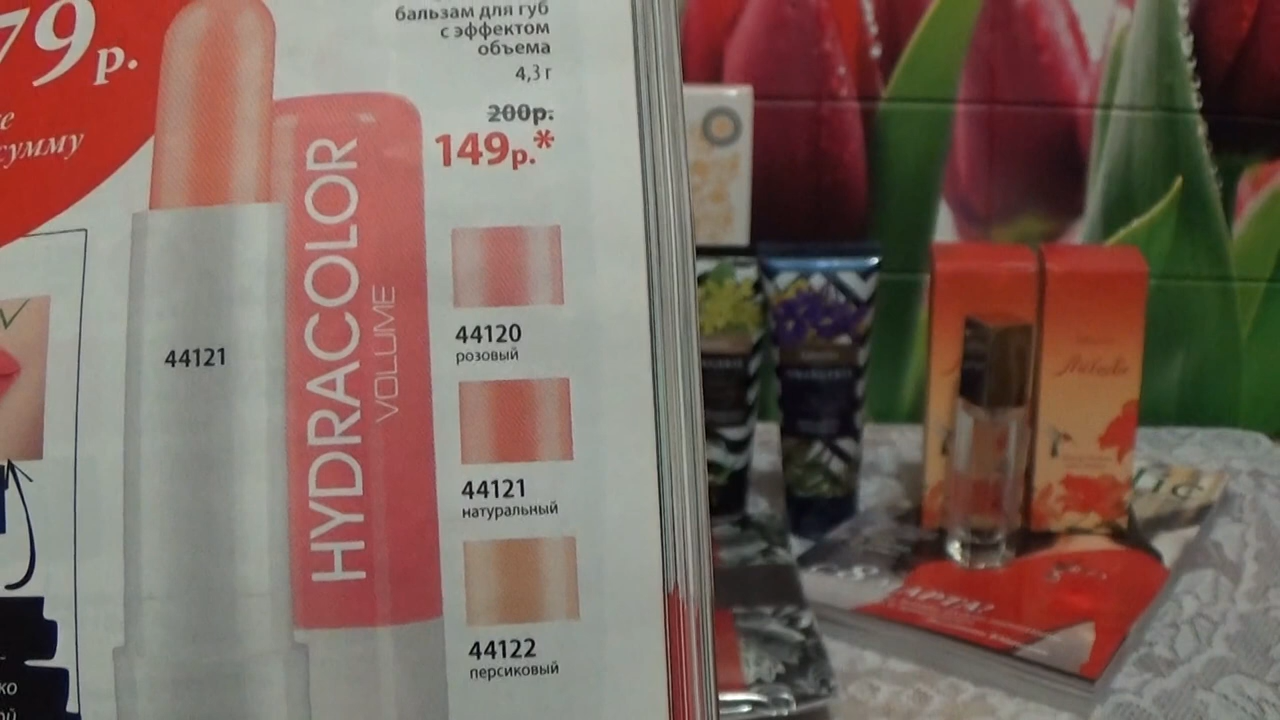 79р.
сумму
бальзам для губ
с эффектом
объема
4,3 г
200р.
149р.*
HYDRACOLOR
VOLUME
44121
44120
розовый
44121
натуральный
44122
персиковый